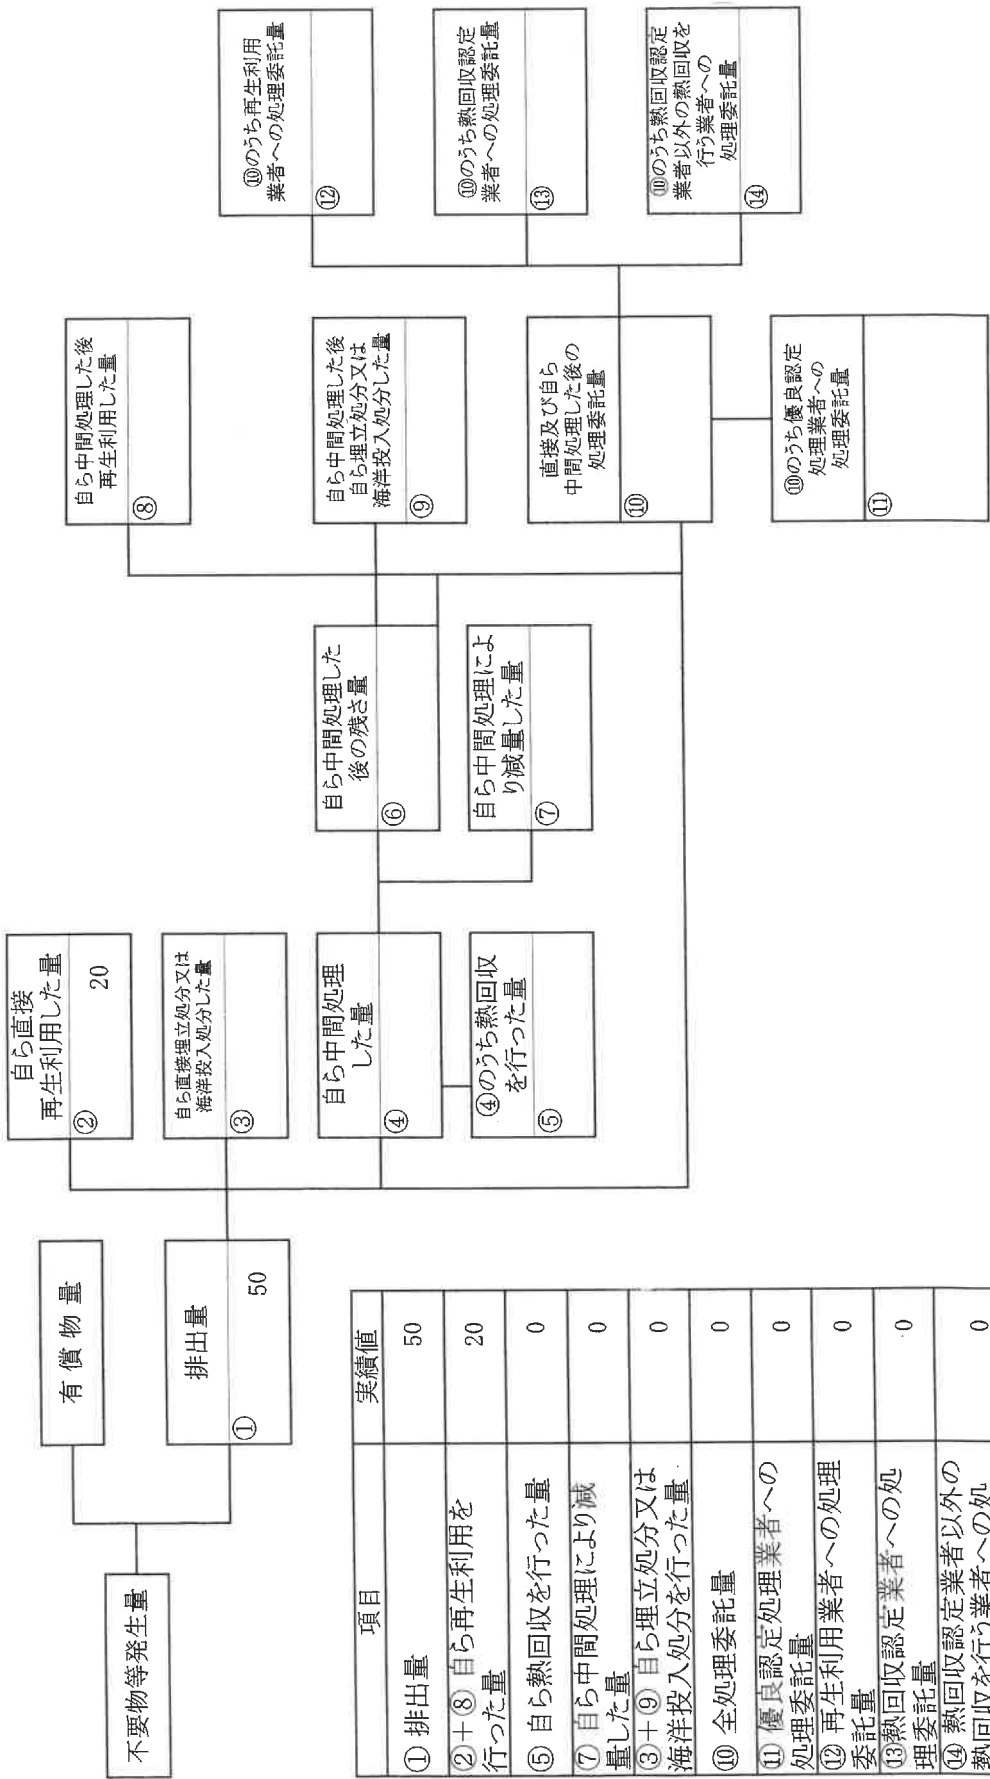 不要物等発生量
有償物量
排出量
① 50
自ら直接
再生利用した量
② 20
自ら直接埋立処分又は
海洋投入処分した量
③
自ら中間処理
した量
④
④のうち熱回収
を行った量
⑤
自ら中間処理した
後の残さ量
⑥
自ら中間処理によ
り減量した量
⑦
自ら中間処理した後
再生利用した量
⑧
自ら中間処理した後
自ら埋立処分又は
海洋投入処分した量
⑨
直接及び自ら
中間処理した後の
処理委託量
⑩
⑩のうち優良認定
処理業者への
処理委託量
⑪
⑩のうち再生利用
業者への処理委託量
⑫
⑩のうち熱回収認定
業者への処理委託量
⑬
⑩のうち熱回収認定
業者以外の熱回収を
行う業者への
処理委託量
⑭
項目 実績値
① 排出量 50
②+⑧ 自ら再生利用を
行った量 20
⑤ 自ら熱回収を行った量 0
⑦ 自ら中間処理により減
量した量 0
③+⑨ 自ら埋立処分又は
海洋投入処分を行った量 0
⑩ 全処理委託量 0
⑪ 優良認定処理業者への
処理委託量 0
⑫ 再生利用業者への処理
委託量 0
⑬熱回収認定業者への処
理委託量 0
⑭ 熱回収認定業者以外の
熱回収を行う業者への処 0